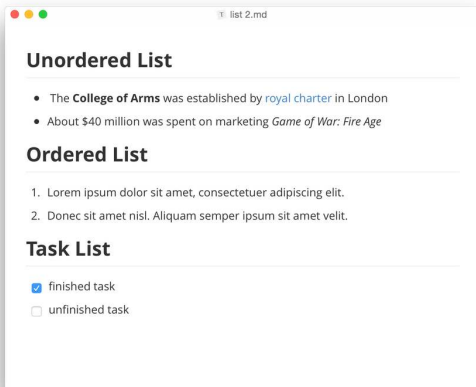 list 2.md
Unordered List
The College of Arms was established by royal charter in London
About $40 million was spent on marketing Game of War: Fire Age
Ordered List
1. Lorem ipsum dolor sit amet, consectetuer adipiscing elit.
2. Donec sit amet nisl. Aliquam semper ipsum sit amet velit.
Task List
finished task
unfinished task